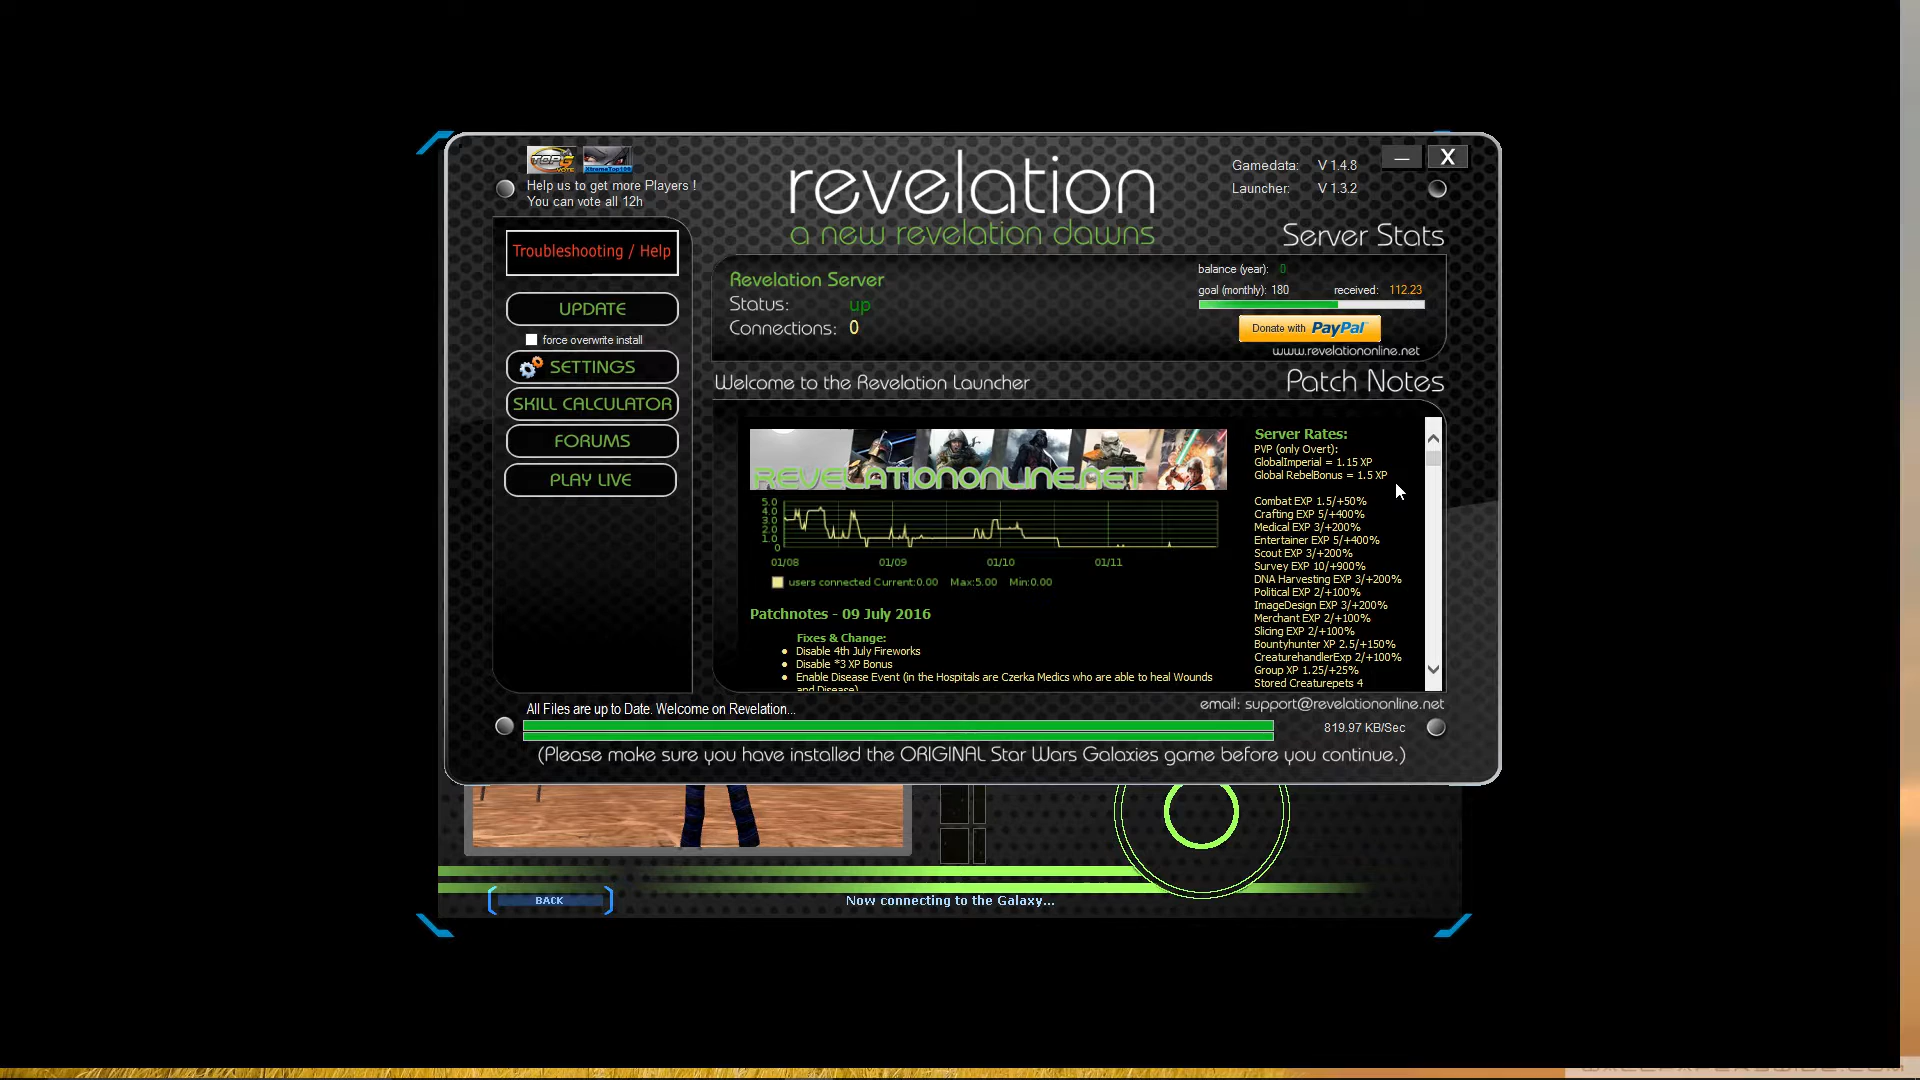 TOPG
VOTE
XtremeTop100
Help us to get more Players !
You can vote all 12h
revelation
a new revelation dawns
Gamedata: V 1.4.8
Launcher: V 1.3.2
X
Server Stats
Troubleshooting / Help
UPDATE
force overwrite install
SETTINGS
SKILL CALCULATOR
FORUMS
PLAY LIVE
Revelation Server
Status: up
Connections: 0
balance (year): 0
goal (monthly): 180 received: 112.23
Donate with PayPal
www.revelationonline.net
Welcome to the Revelation Launcher
Patch Notes
REVELATIONONLINE.NET
5.0
4.0
3.0
2.0
1.0
0
01/08 01/09 01/10 01/11
users connected Current:0.00 Max:5.00 Min:0.00
Patchnotes - 09 July 2016
Fixes & Change:
Disable 4th July Fireworks
Disable *3 XP Bonus
Enable Disease Event (in the Hospitals are Czerka Medics who are able to heal Wounds
and Disease)
Server Rates:
PVP (only Overt):
GlobalImperial = 1.15 XP
Global RebelBonus = 1.5 XP
Combat EXP 1.5/+50%
Crafting EXP 5/+400%
Medical EXP 3/+200%
Entertainer EXP 5/+400%
Scout EXP 3/+200%
Survey EXP 10/+900%
DNA Harvesting EXP 3/+200%
Political EXP 2/+100%
ImageDesign EXP 3/+200%
Merchant EXP 2/+100%
Slicing EXP 2/+100%
Bountyhunter XP 2.5/+150%
CreaturehandlerExp 2/+100%
Group XP 1.25/+25%
Stored Creaturepets 4
All Files are up to Date. Welcome on Revelation...
email: support@revelationonline.net
819.97 KB/Sec
(Please make sure you have installed the ORIGINAL Star Wars Galaxies game before you continue.)
BACK
Now connecting to the Galaxy...